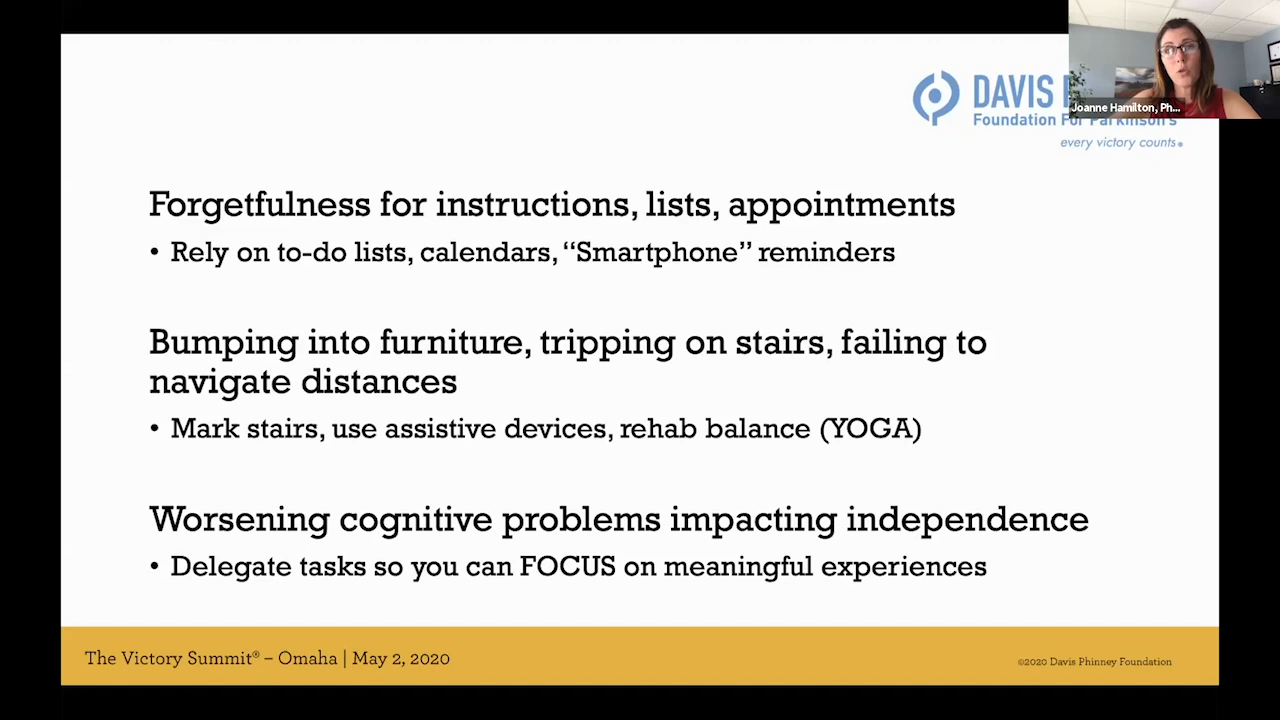 DAVIS P
Foundation For Parkinson's
every victory counts.
Joanne Hamilton, Ph...
Forgetfulness for instructions, lists, appointments
• Rely on to-do lists, calendars, “Smartphone” reminders
Bumping into furniture, tripping on stairs, failing to
navigate distances
• Mark stairs, use assistive devices, rehab balance (YOGA)
Worsening cognitive problems impacting independence
• Delegate tasks so you can FOCUS on meaningful experiences
The Victory Summit® – Omaha | May 2, 2020
©2020 Davis Phinney Foundation